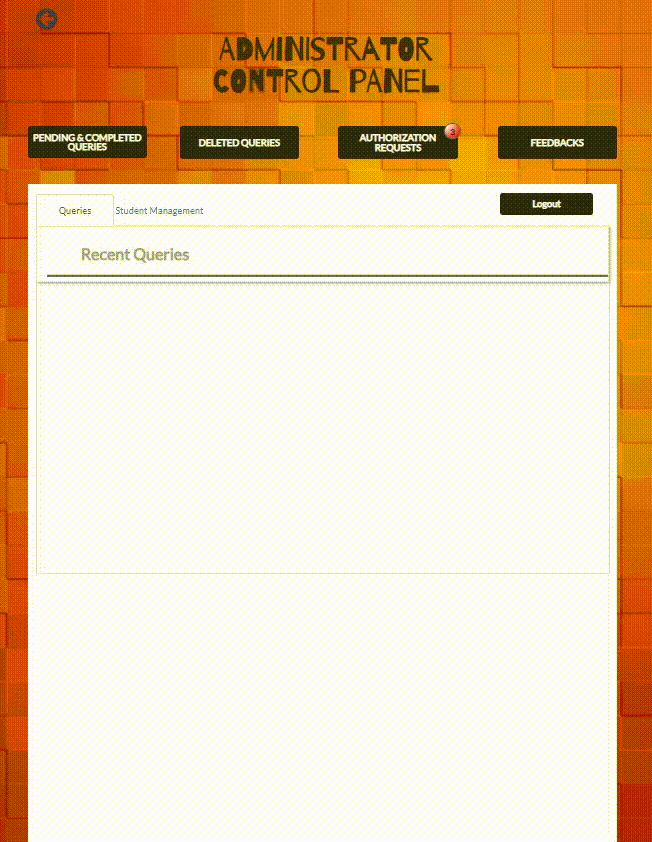 ADMINISTRATOR
CONTROL PANEL
PENDING & COMPLETED
QUERIES
DELETED QUERIES
AUTHORIZATION
REQUESTS
3
FEEDBACKS
Queries
Student Management
Logout
Recent Queries